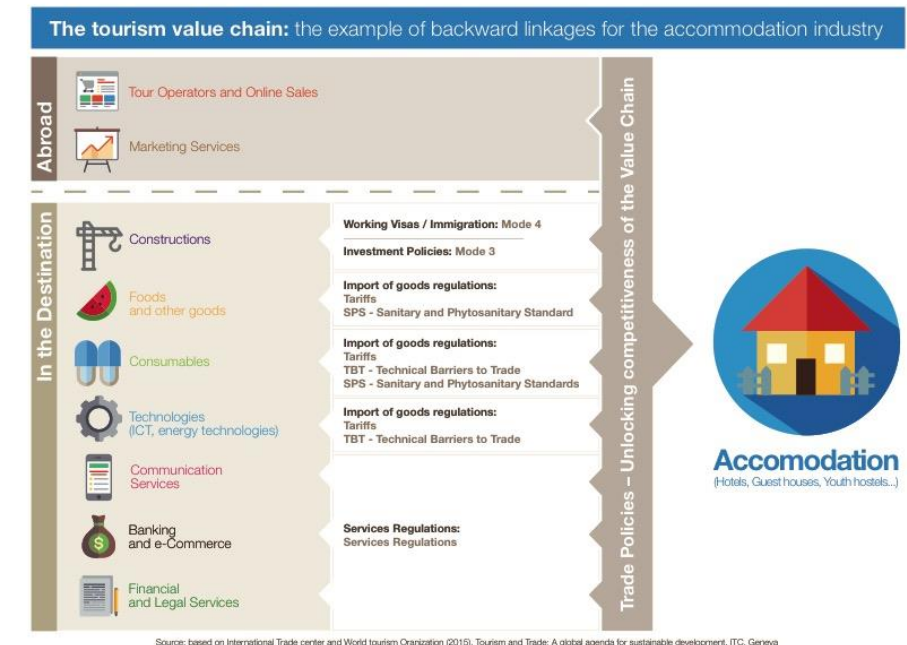 The tourism value chain: the example of backward linkages for the accommodation industry
Abroad
Tour Operators and Online Sales
Marketing Services
In the Destination
Constructions
Working Visas / Immigration: Mode 4
Investment Policies: Mode 3
Foods
and other goods
Import of goods regulations:
Tariffs
SPS - Sanitary and Phytosanitary Standard
Consumables
Import of goods regulations:
Tariffs
TBT - Technical Barriers to Trade
SPS - Sanitary and Phytosanitary Standards
Technologies
(ICT, energy technologies)
Import of goods regulations:
Tariffs
TBT - Technical Barriers to Trade
Communication
Services
Banking
and e-Commerce
$
Financial
and Legal Services
Services Regulations:
Services Regulations
Trade Policies – Unlocking competitiveness of the Value Chain
Accomodation
(Hotels, Guest houses, Youth hostels...)
Source: based on International Trade center and World tourism Oranization (2015), Tourism and Trade: A global agenda for sustainable development, ITC, Geneva